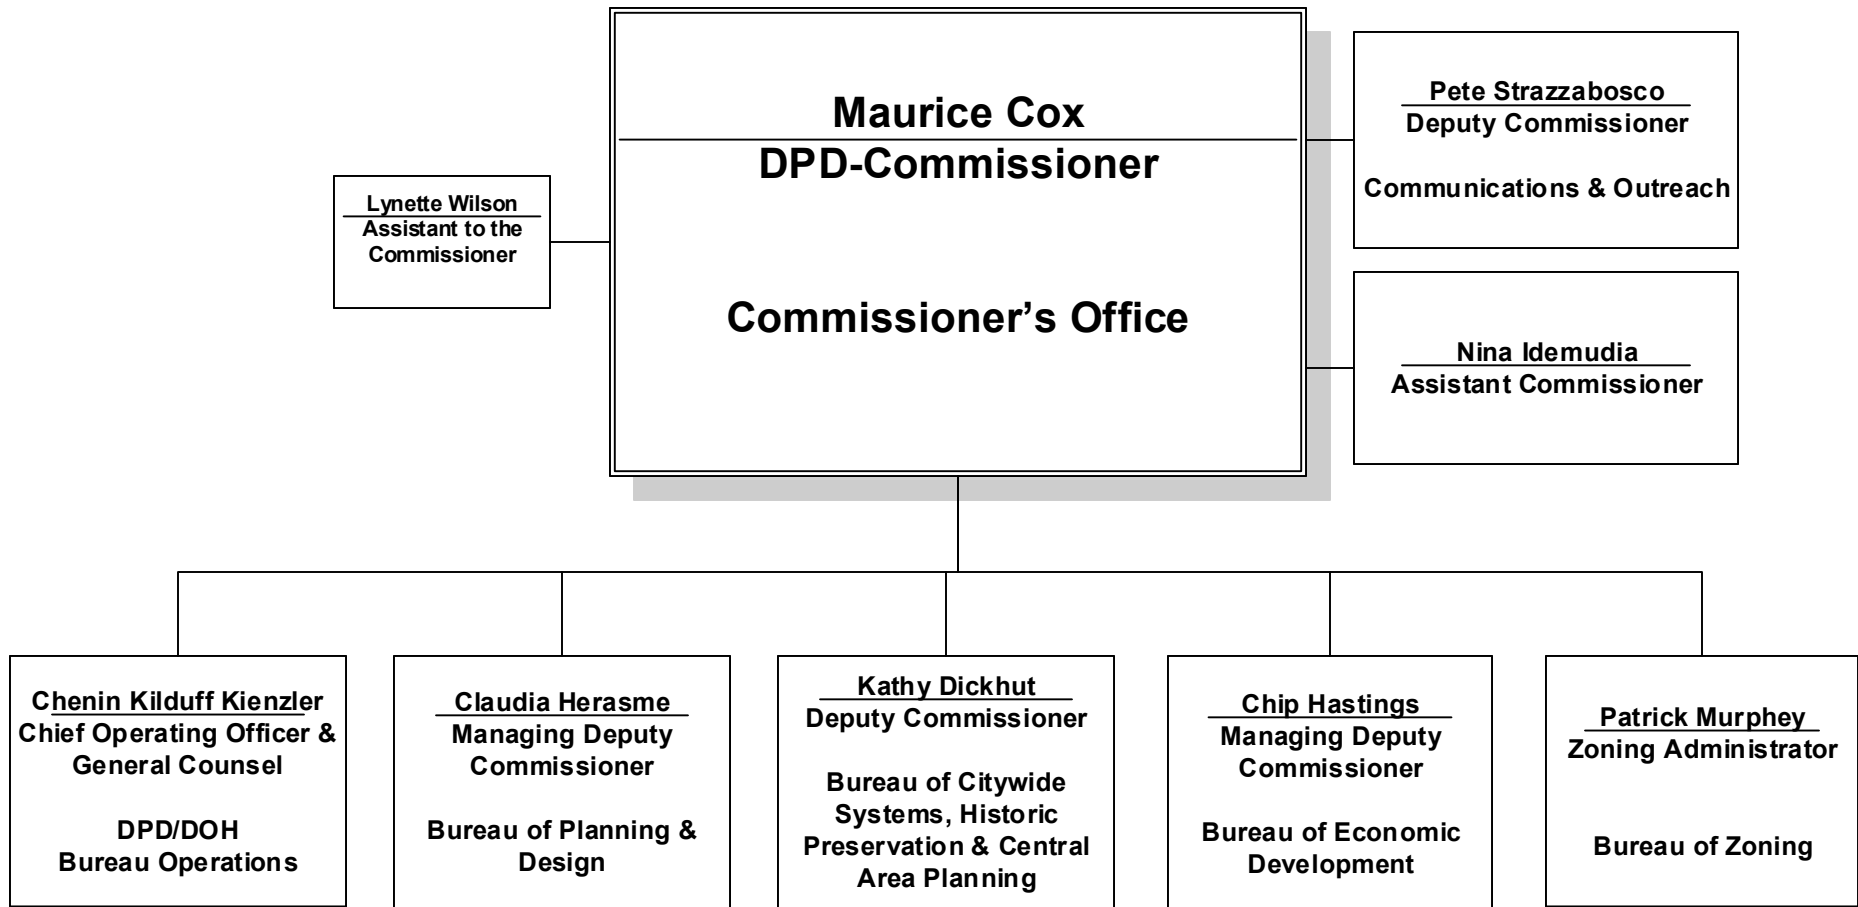 Maurice Cox
DPD-Commissioner
Commissioner’s Office
Pete Strazzabosco
Deputy Commissioner
Communications & Outreach
Lynette Wilson
Assistant to the
Commissioner
Nina Idemudia
Assistant Commissioner
Chenin Kilduff Kienzler
Chief Operating Officer &
General Counsel
DPD/DOH
Bureau Operations
Claudia Herasme
Managing Deputy
Commissioner
Bureau of Planning &
Design
Kathy Dickhut
Deputy Commissioner
Bureau of Citywide
Systems, Historic
Preservation & Central
Area Planning
Chip Hastings
Managing Deputy
Commissioner
Bureau of Economic
Development
Patrick Murphey
Zoning Administrator
Bureau of Zoning